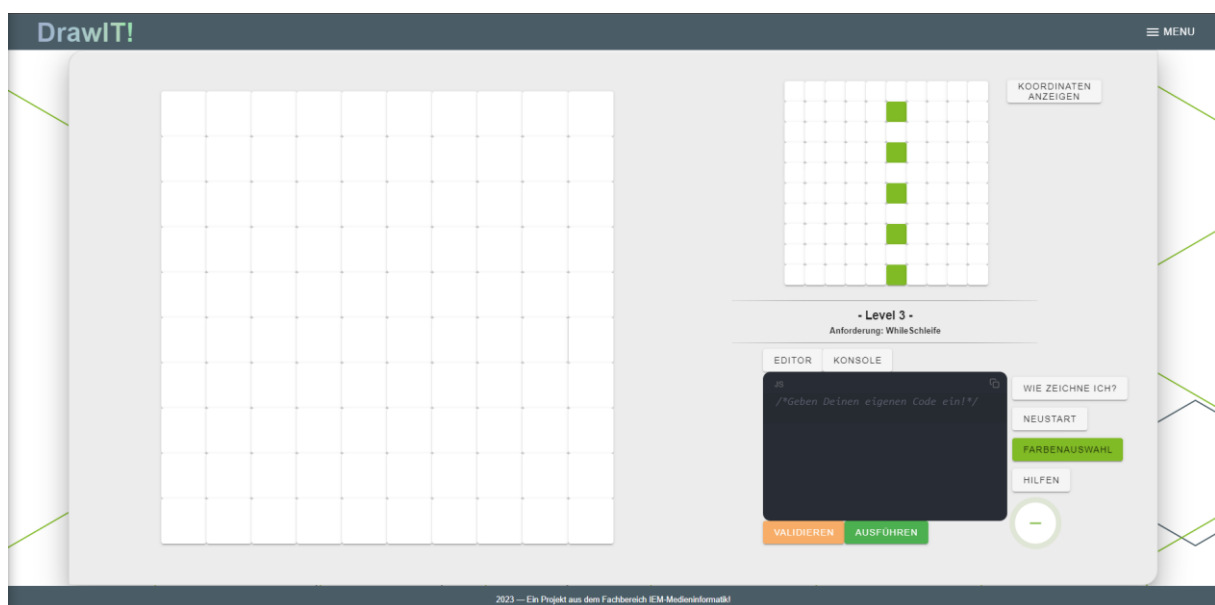 DrawIT!
MENU
KOORDINATEN
ANZEIGEN
- Level 3 -
Anforderung: WhileSchleife
EDITOR KONSOLE
JS
/*Geben Deinen eigenen Code ein!*/
WIE ZEICHNE ICH?
NEUSTART
FARBENAUSWAHL
HILFEN
VALIDIEREN AUSFÜHREN
2023 — Ein Projekt aus dem Fachbereich IEM-Medieninformatik!